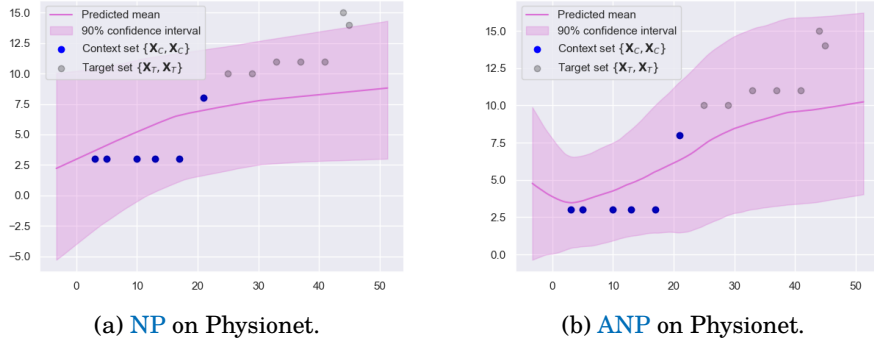 Predicted mean
90% confidence interval
Context set {X_C, X_C}
Target set {X_T, X_T}
15.0
12.5
10.0
7.5
5.0
2.5
0.0
−2.5
−5.0
0 10 20 30 40 50
(a) NP on Physionet.
Predicted mean
90% confidence interval
Context set {X_C, X_C}
Target set {X_T, X_T}
15.0
12.5
10.0
7.5
5.0
2.5
0.0
0 10 20 30 40 50
(b) ANP on Physionet.